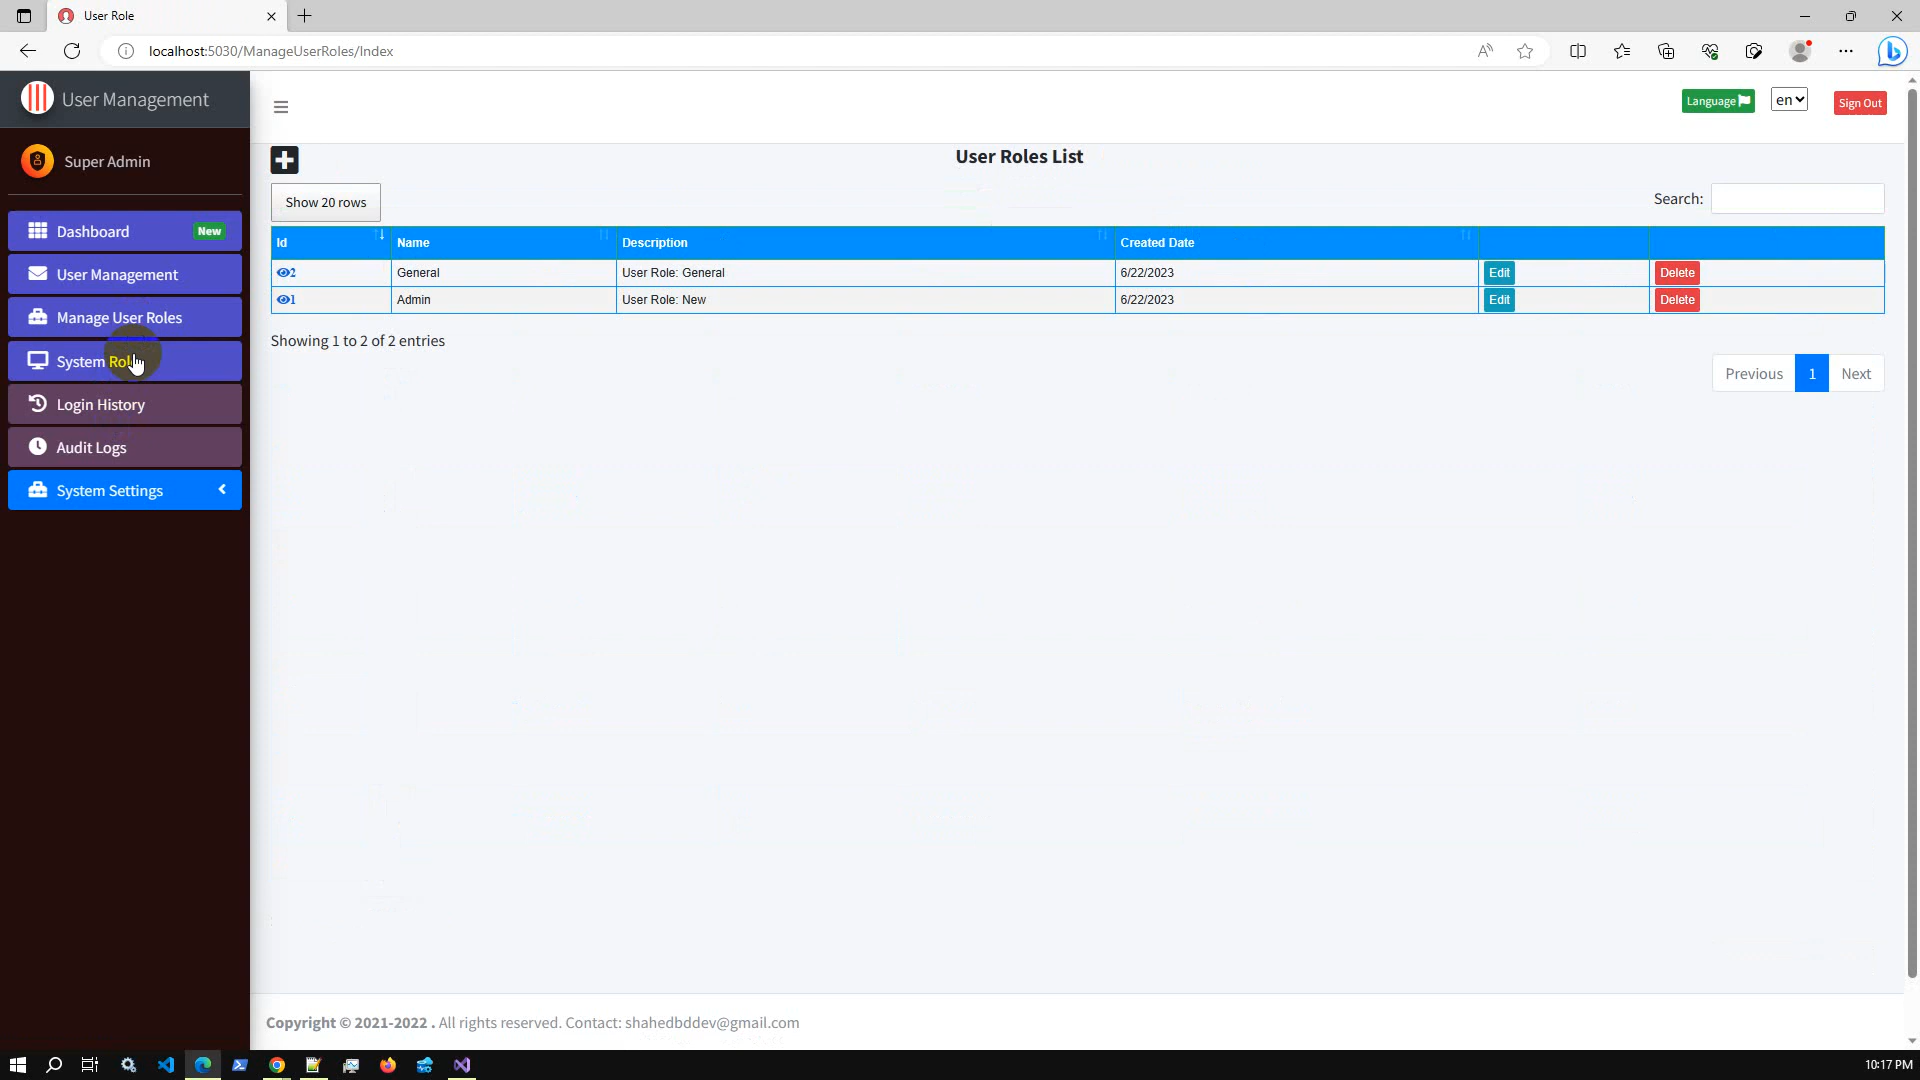 User Role
localhost:5030/ManageUserRoles/Index
User Management
Language
en
Sign Out
Super Admin
User Roles List
Show 20 rows
Search:
Dashboard New
User Management
Manage User Roles
System
Login History
Audit Logs
System Settings
Id Name Description Created Date
2 General User Role: General 6/22/2023 Edit Delete
1 Admin User Role: New 6/22/2023 Edit Delete
Showing 1 to 2 of 2 entries
Previous 1 Next
Copyright © 2021-2022 . All rights reserved. Contact: shahedbddev@gmail.com
10:17 PM